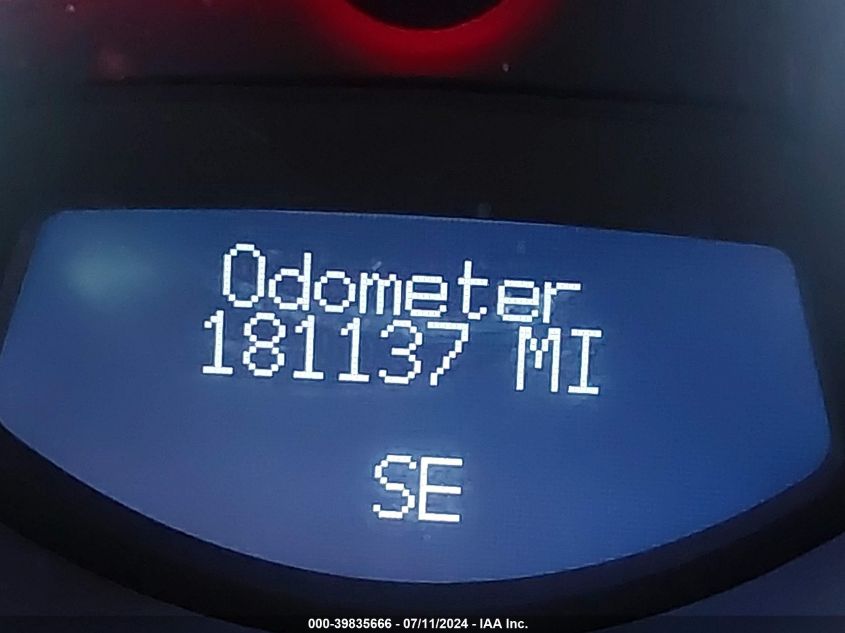 Odometer
181137 MI
SE
000-39835666 - 07/11/2024 - IAA Inc.